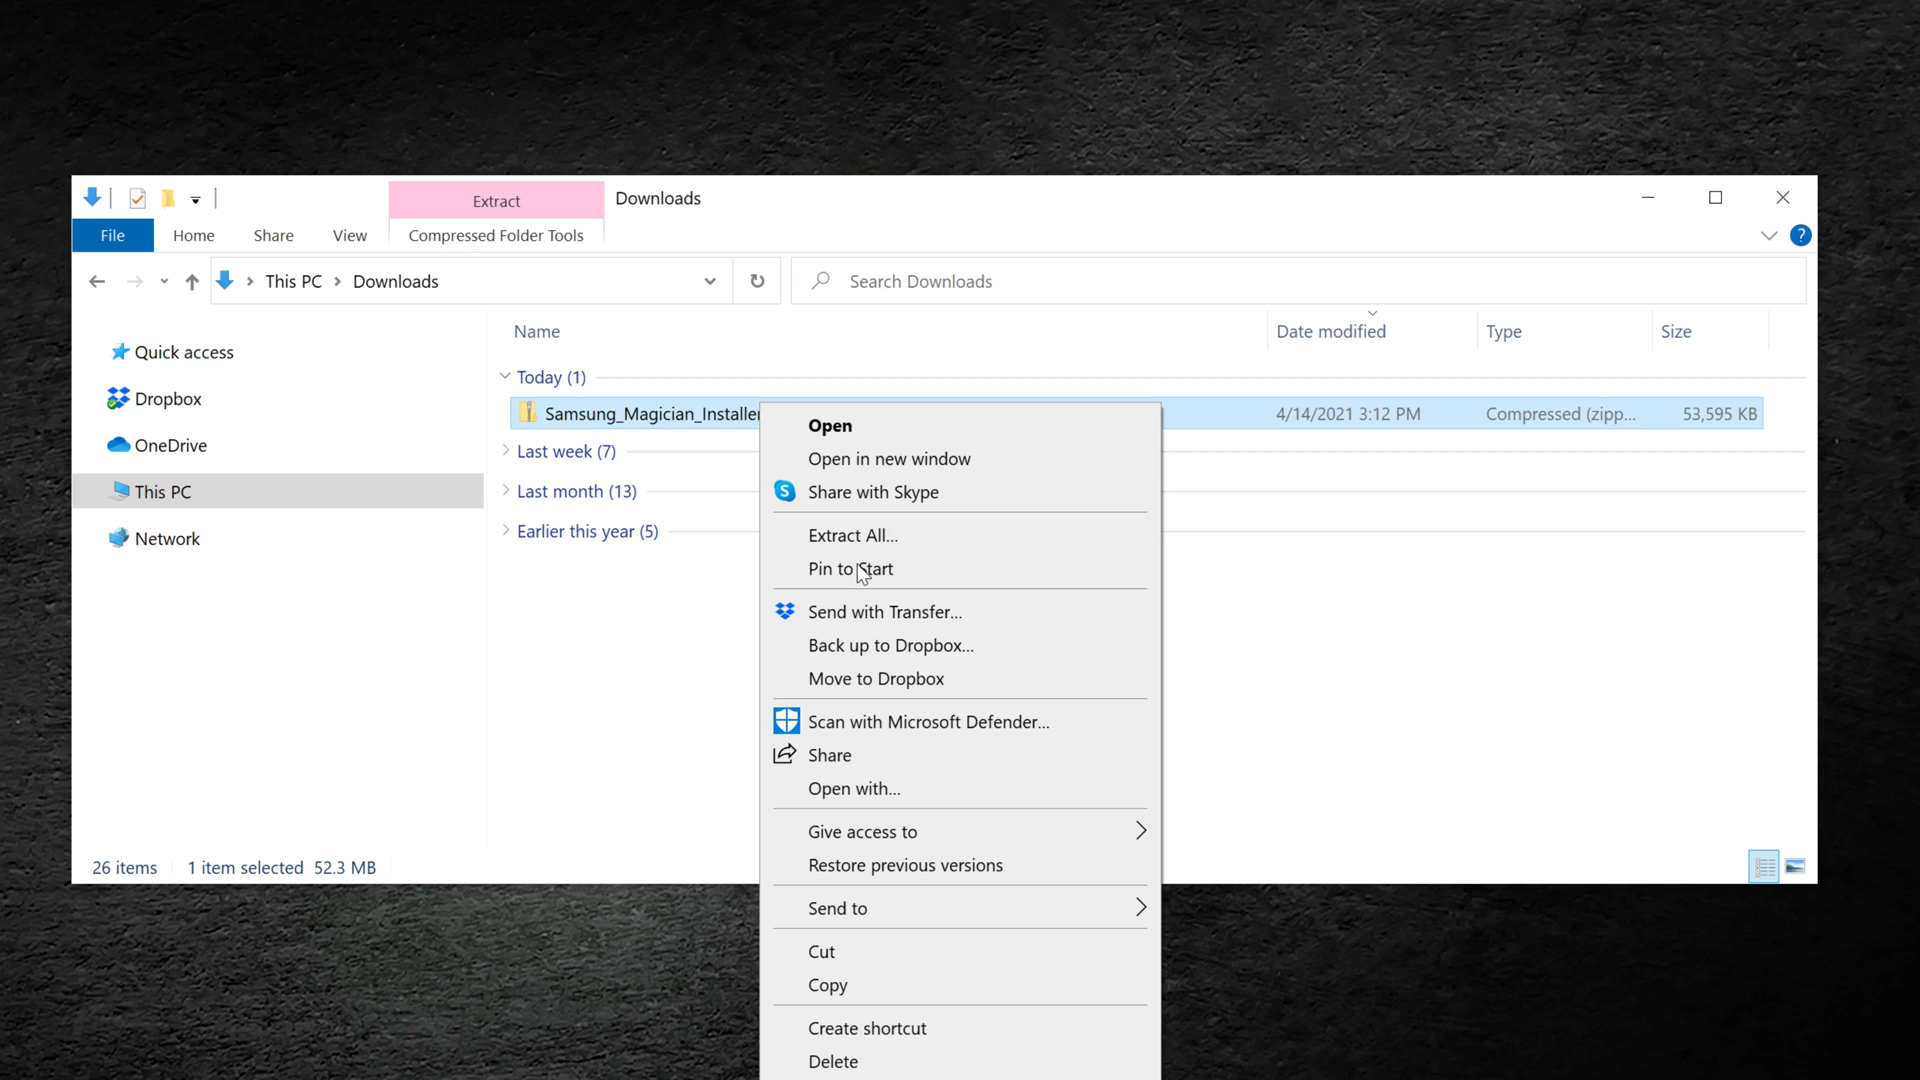 Extract
Downloads
File
Home
Share
View
Compressed Folder Tools
?
This PC
Downloads
Search Downloads
Name
Date modified
Type
Size
Quick access
Dropbox
OneDrive
This PC
Network
Today (1)
Samsung_Magician_Installer
4/14/2021 3:12 PM
Compressed (zipp...
53,595 KB
Last week (7)
Last month (13)
Earlier this year (5)
Open
Open in new window
S
Share with Skype
Extract All...
Pin to Start
Send with Transfer...
Back up to Dropbox...
Move to Dropbox
Scan with Microsoft Defender...
Share
Open with...
Give access to
Restore previous versions
Send to
Cut
Copy
Create shortcut
Delete
26 items
1 item selected 52.3 MB